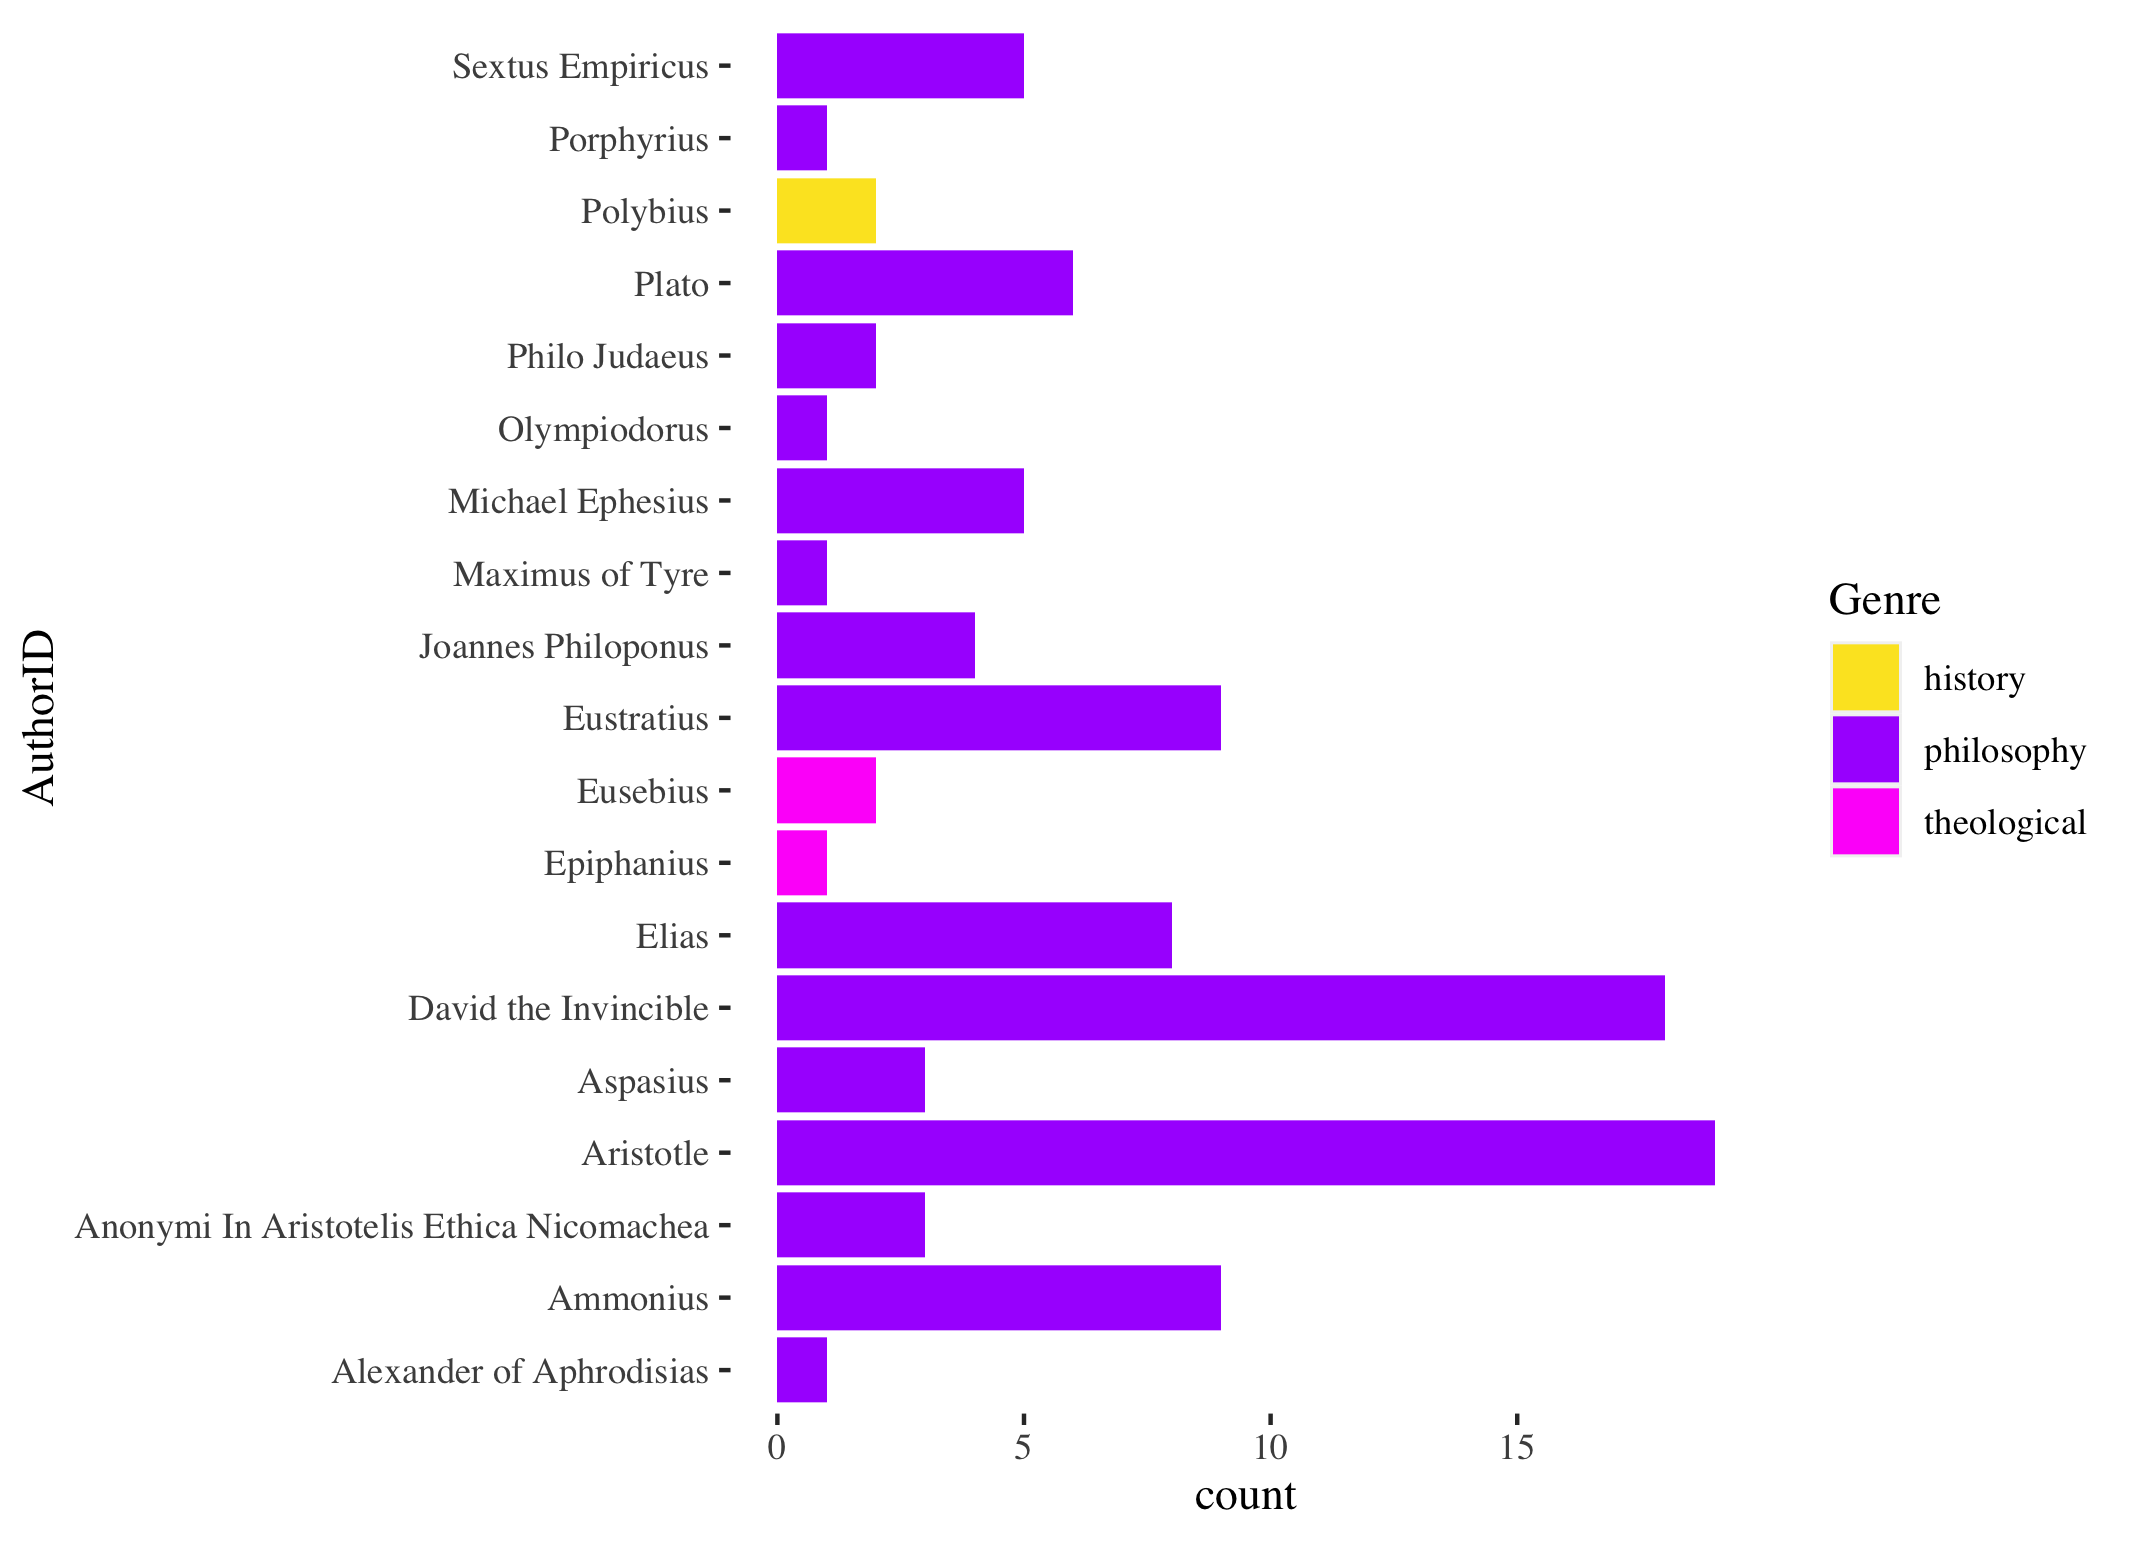 Sextus Empiricus
Porphyrius
Polybius
Plato
Philo Judaeus
Olympiodorus
Michael Ephesius
Maximus of Tyre
Joannes Philoponus
Eustratius
Eusebius
Epiphanius
Elias
David the Invincible
Aspasius
Aristotle
Anonymi In Aristotelis Ethica Nicomachea
Ammonius
Alexander of Aphrodisias
AuthorID
0 5 10 15
count
Genre
history
philosophy
theological